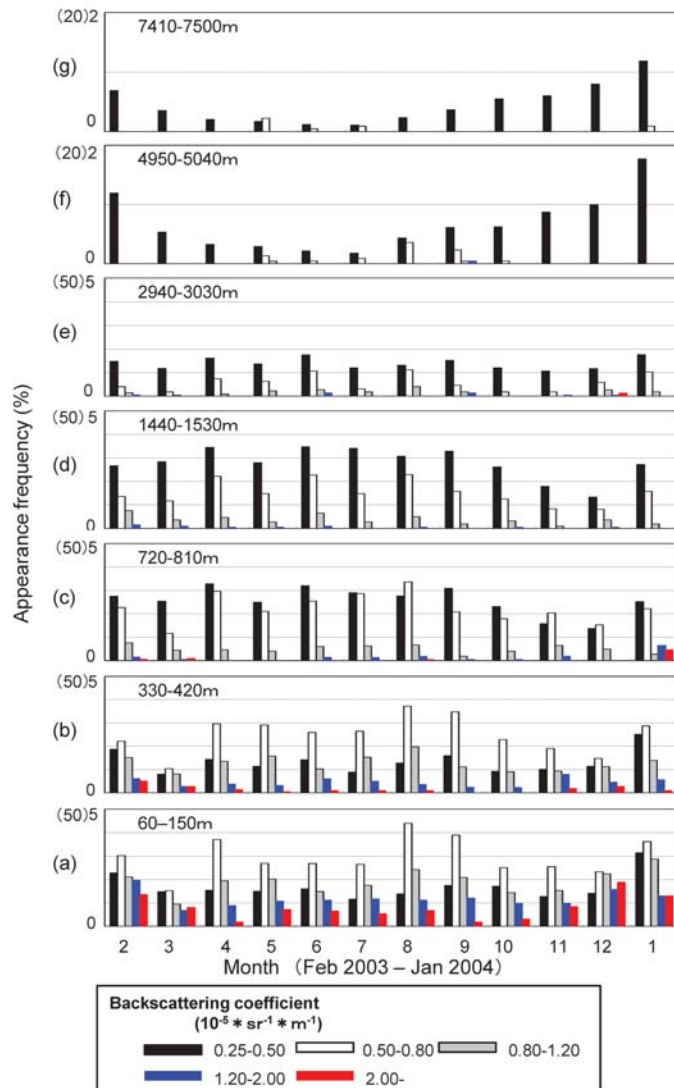 (20)2
7410-7500m
(g)
0
(20)2
4950-5040m
(f)
0
(50)5
2940-3030m
(e)
0
(50)5
1440-1530m
(d)
0
(50)5
720-810m
(c)
0
(50)5
330-420m
(b)
0
(50)5
60–150m
(a)
0
Appearance frequency (%)
2 3 4 5 6 7 8 9 10 11 12 1
Month （Feb 2003 – Jan 2004）
Backscattering coefficient
(10⁻⁵ * sr⁻¹ * m⁻¹)
0.25-0.50 0.50-0.80 0.80-1.20
1.20-2.00 2.00-